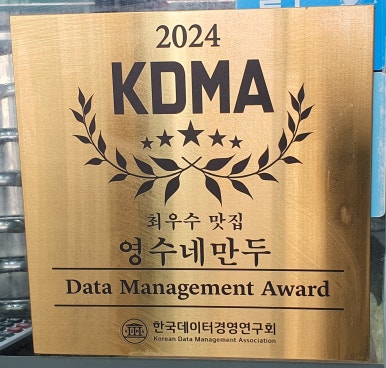 2024
KDMA
최우수 맛집
영수네만두
Data Management Award
한국데이터경영연구회
Korean Data Management Association